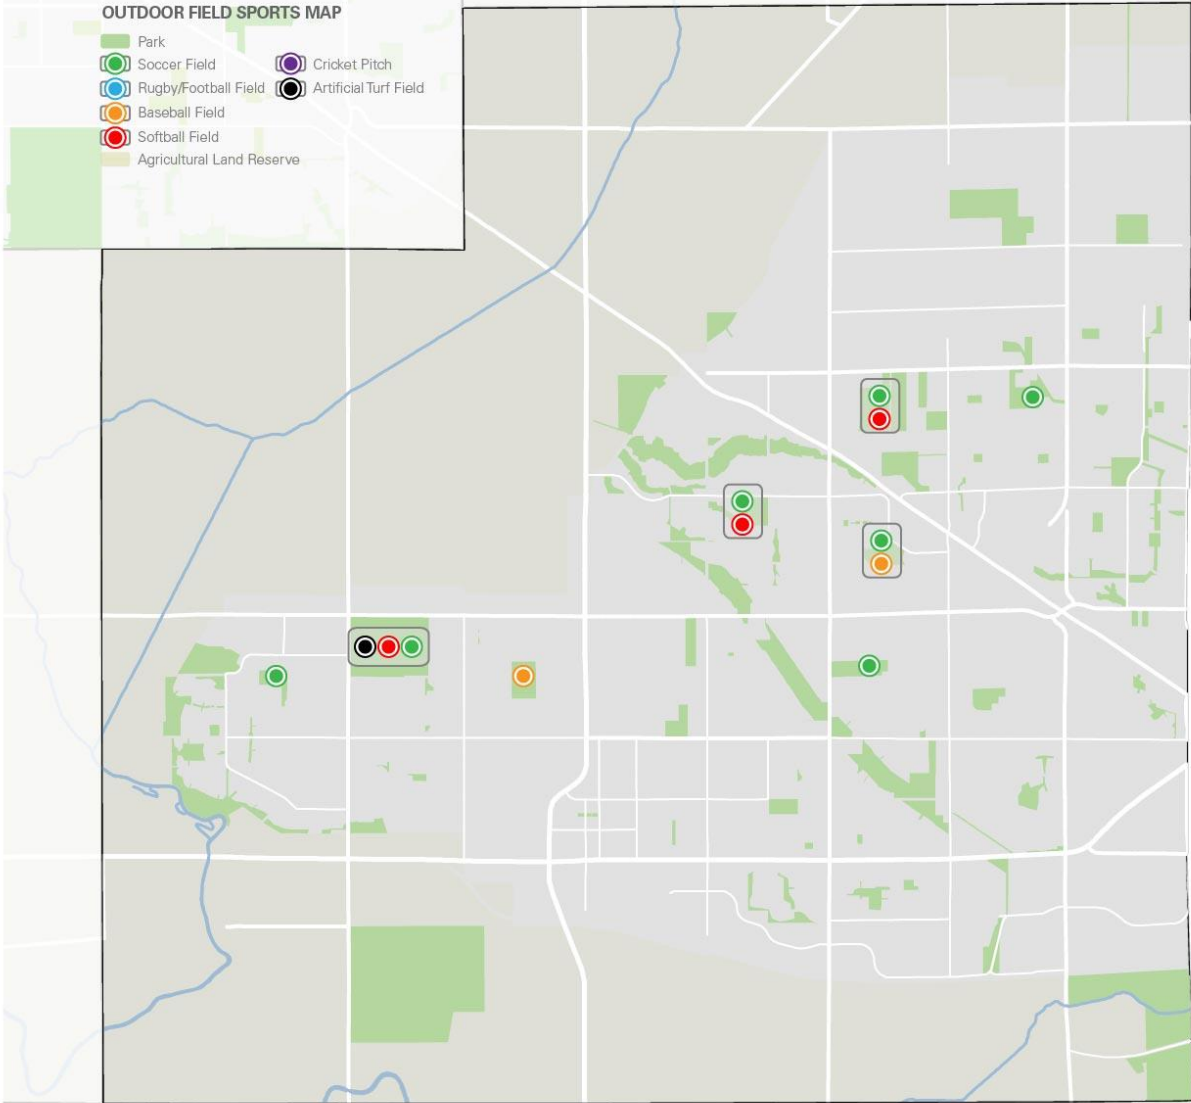 OUTDOOR FIELD SPORTS MAP
Park
Soccer Field
Cricket Pitch
Rugby/Football Field
Artificial Turf Field
Baseball Field
Softball Field
Agricultural Land Reserve